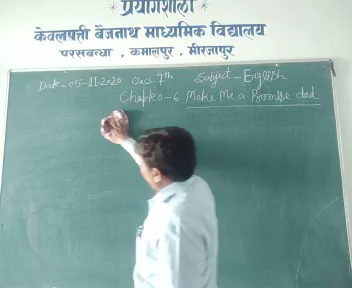 प्रयोगशाला
केवलपत्ती बैजनाथ माध्यमिक विद्यालय
परसबन्धा , कमालपुर , मीरजापुर
Date - 05-11-2020 Class 7th Subject - English
Chapter - 6 Make Me a Promise dad